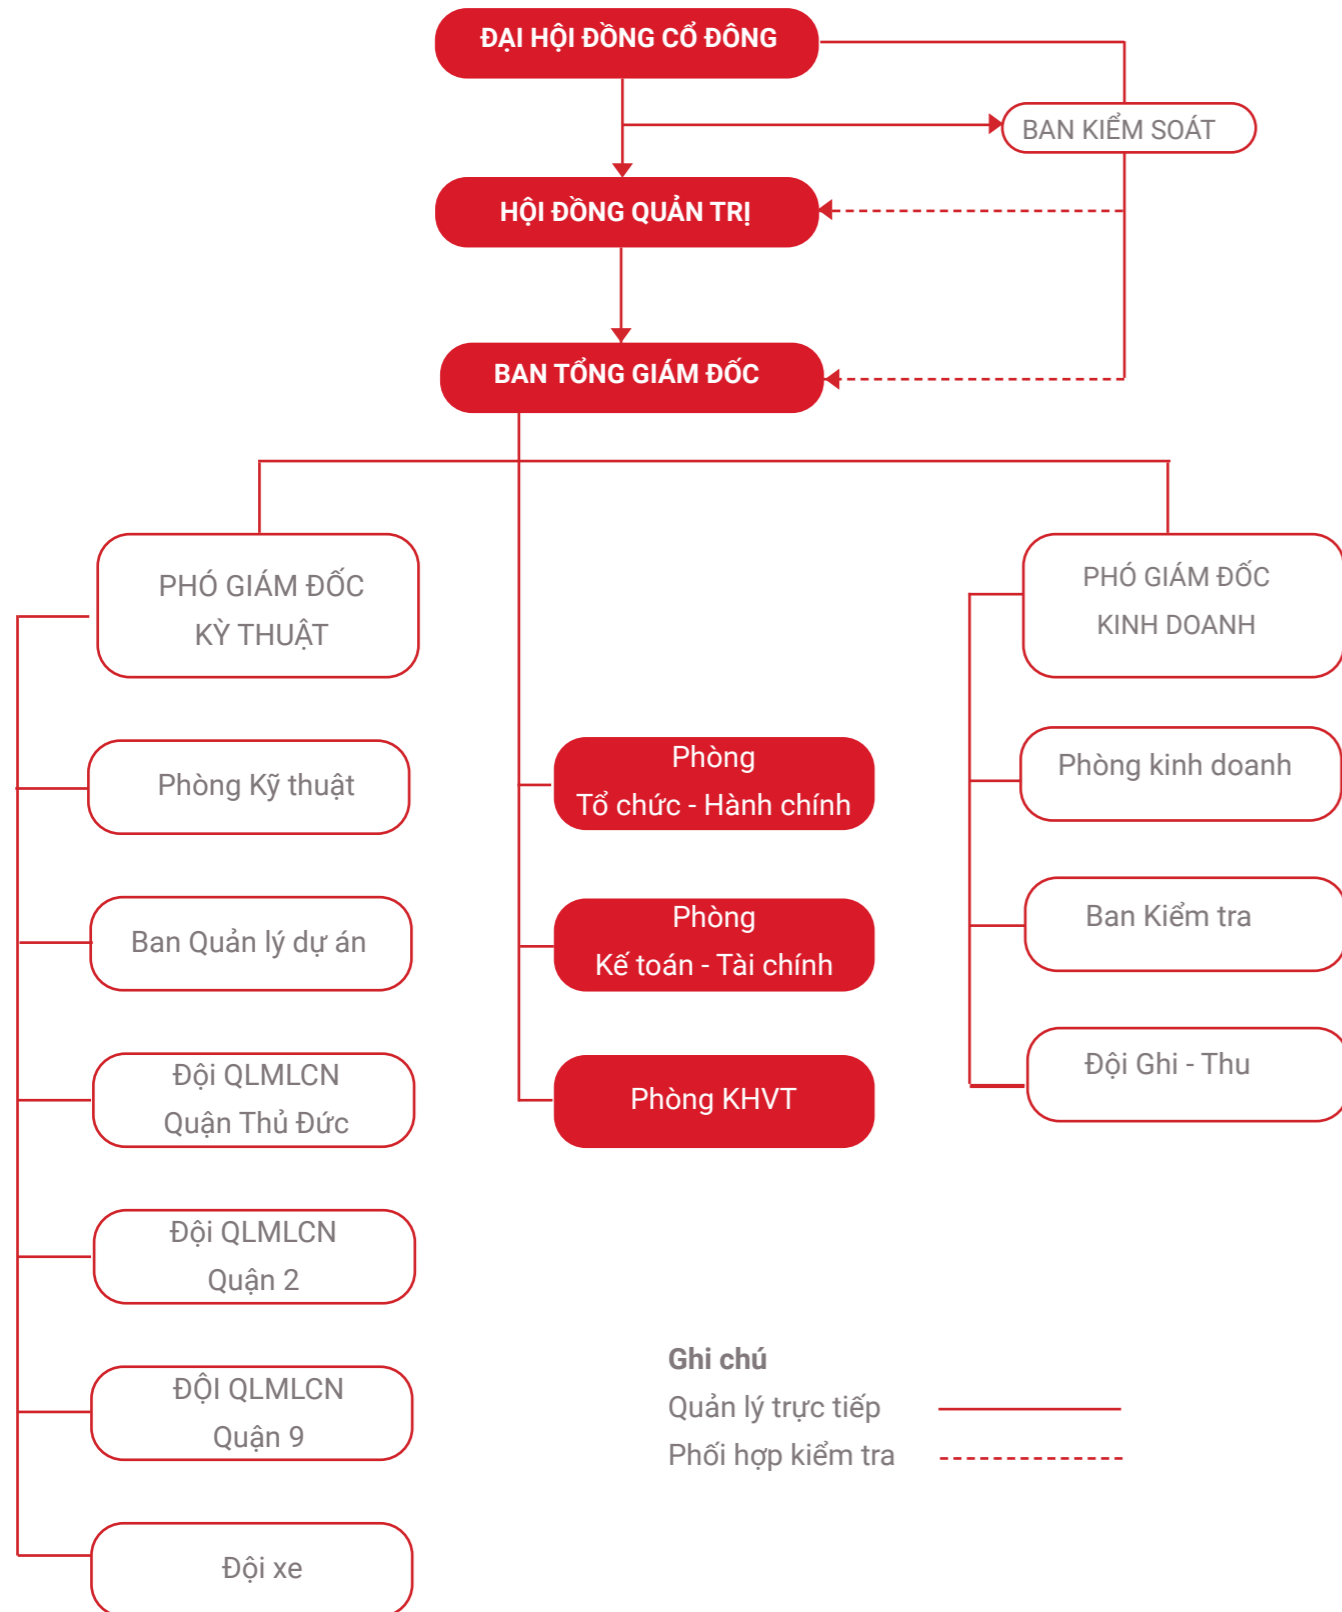 ĐẠI HỘI ĐỒNG CỔ ĐÔNG
BAN KIỂM SOÁT
HỘI ĐỒNG QUẢN TRỊ
BAN TỔNG GIÁM ĐỐC
PHÓ GIÁM ĐỐC
KỲ THUẬT
Phòng Kỹ thuật
Ban Quản lý dự án
Đội QLMLCN
Quận Thủ Đức
Đội QLMLCN
Quận 2
ĐỘI QLMLCN
Quận 9
Đội xe
Phòng
Tổ chức - Hành chính
Phòng
Kế toán - Tài chính
Phòng KHVT
PHÓ GIÁM ĐỐC
KINH DOANH
Phòng kinh doanh
Ban Kiểm tra
Đội Ghi - Thu
Ghi chú
Quản lý trực tiếp
Phối hợp kiểm tra